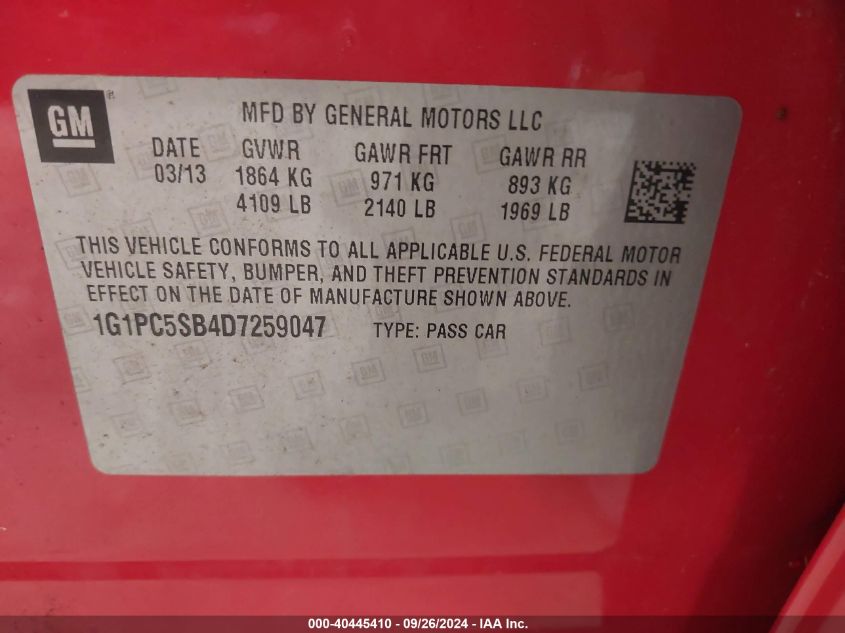 GM
MFD BY GENERAL MOTORS LLC
DATE GVWR GAWR FRT GAWR RR
03/13 1864 KG 971 KG 893 KG
4109 LB 2140 LB 1969 LB
THIS VEHICLE CONFORMS TO ALL APPLICABLE U.S. FEDERAL MOTOR
VEHICLE SAFETY, BUMPER, AND THEFT PREVENTION STANDARDS IN
EFFECT ON THE DATE OF MANUFACTURE SHOWN ABOVE.
1G1PC5SB4D7259047 TYPE: PASS CAR
000-40445410 - 09/26/2024 - IAA Inc.